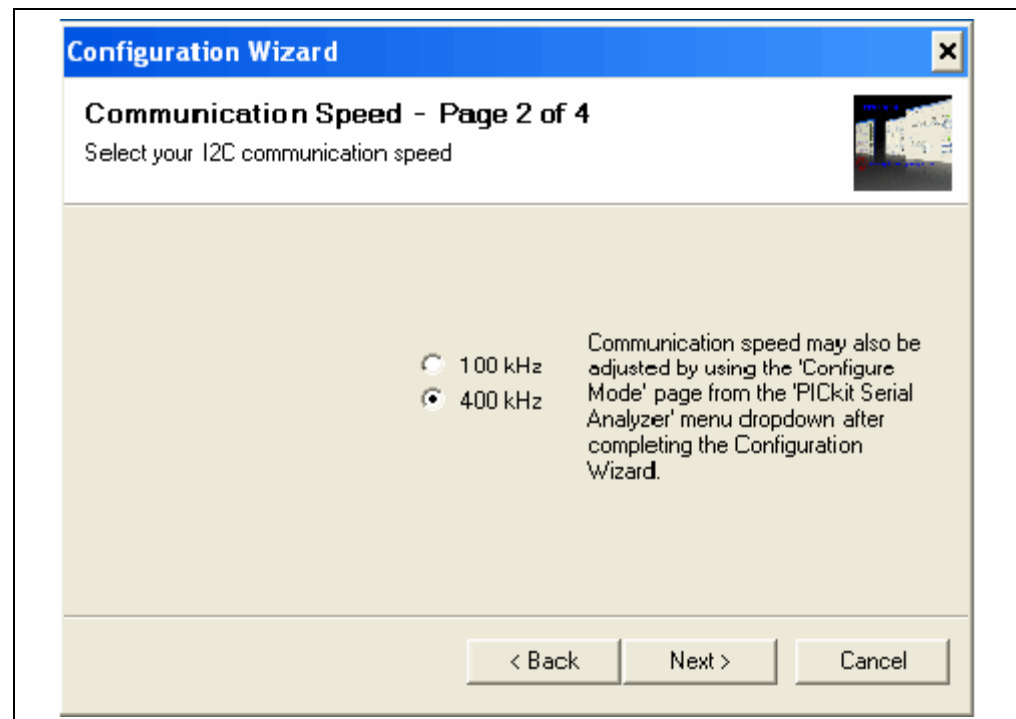 Configuration Wizard
Communication Speed - Page 2 of 4
Select your I2C communication speed
100 kHz
400 kHz
Communication speed may also be
adjusted by using the 'Configure
Mode' page from the 'PICkit Serial
Analyzer' menu dropdown after
completing the Configuration
Wizard.
< Back
Next >
Cancel